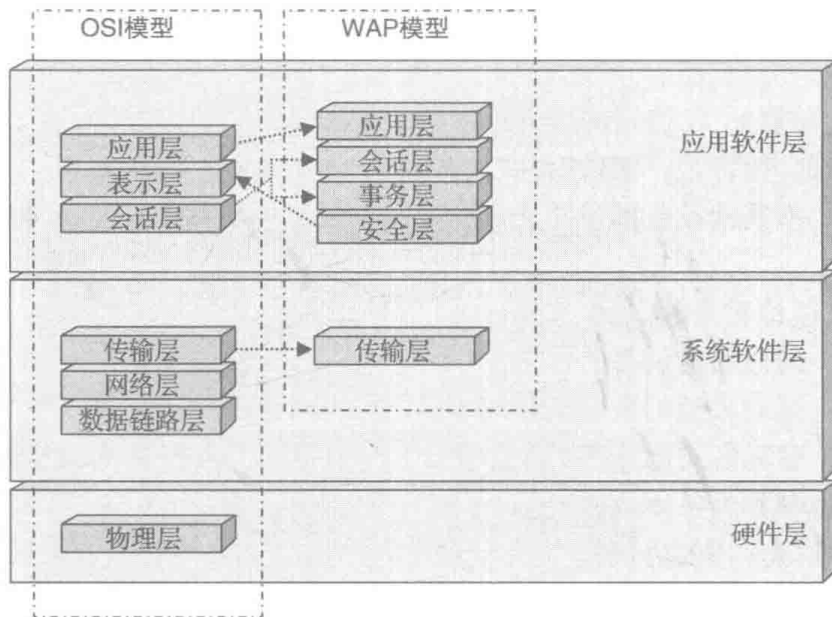 OSI模型
WAP模型
应用层
表示层
会话层
应用层
会话层
事务层
安全层
应用软件层
传输层
网络层
数据链路层
传输层
系统软件层
物理层
硬件层